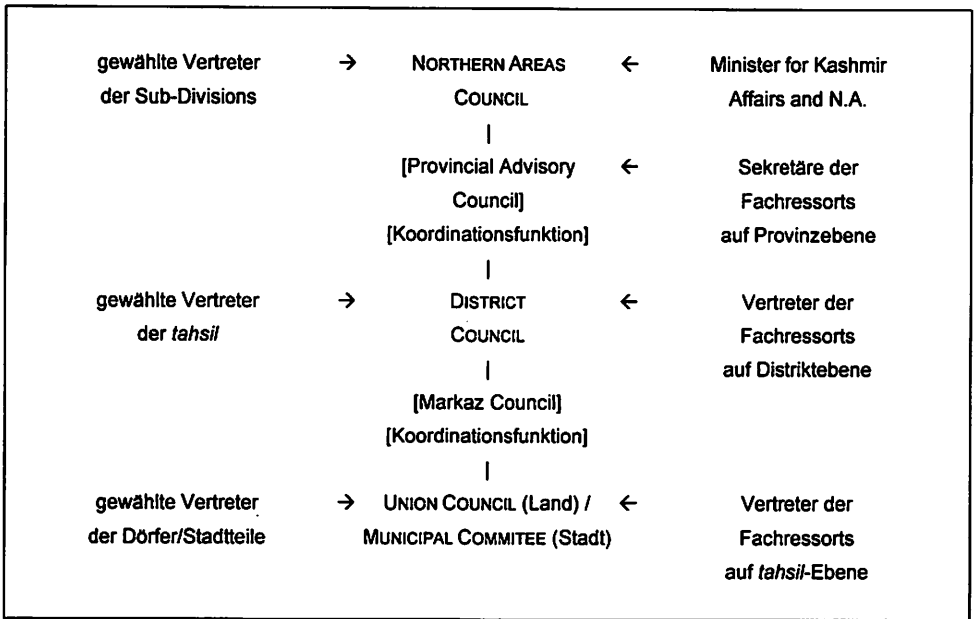 gewählte Vertreter → NORTHERN AREAS ← Minister for Kashmir
der Sub-Divisions COUNCIL Affairs and N.A.
|
[Provincial Advisory ← Sekretäre der
Council] Fachressorts
[Koordinationsfunktion] auf Provinzebene
|
gewählte Vertreter → DISTRICT ← Vertreter der
der tahsil COUNCIL Fachressorts
| auf Distriktebene
[Markaz Council]
[Koordinationsfunktion]
|
gewählte Vertreter → UNION COUNCIL (Land) / ← Vertreter der
der Dörfer/Stadtteile MUNICIPAL COMMITEE (Stadt) Fachressorts
auf tahsil-Ebene